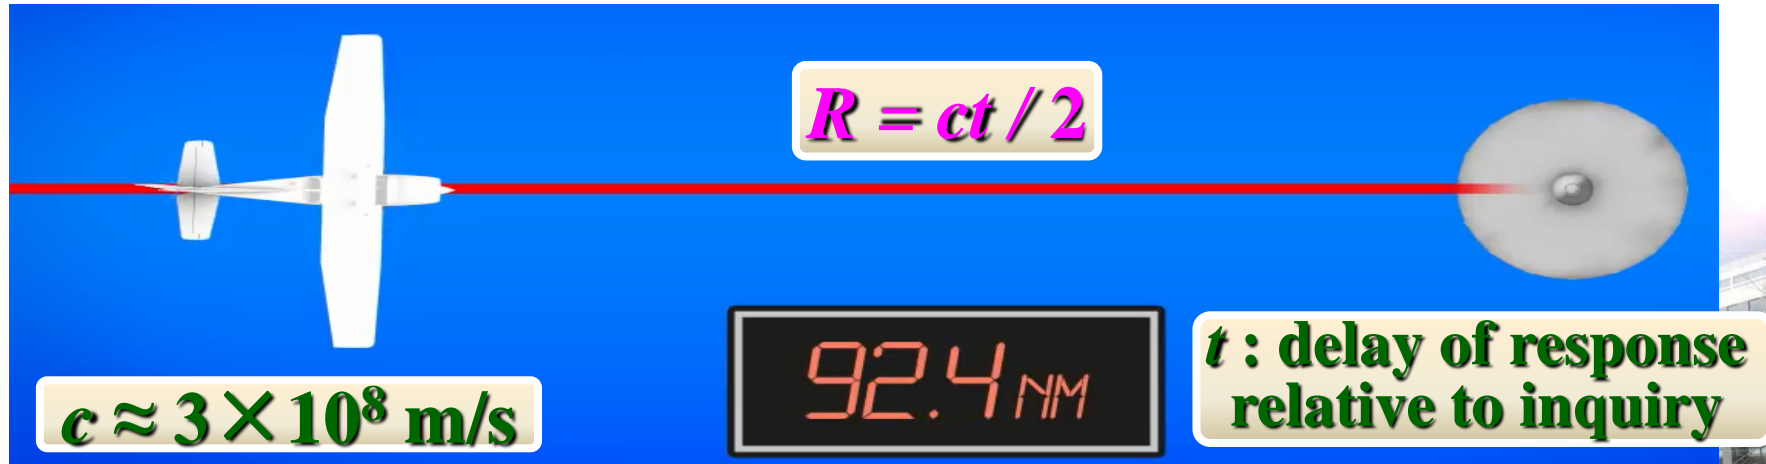 R = ct / 2
92.4 NM
c ≈ 3×10⁸ m/s
t : delay of response
relative to inquiry